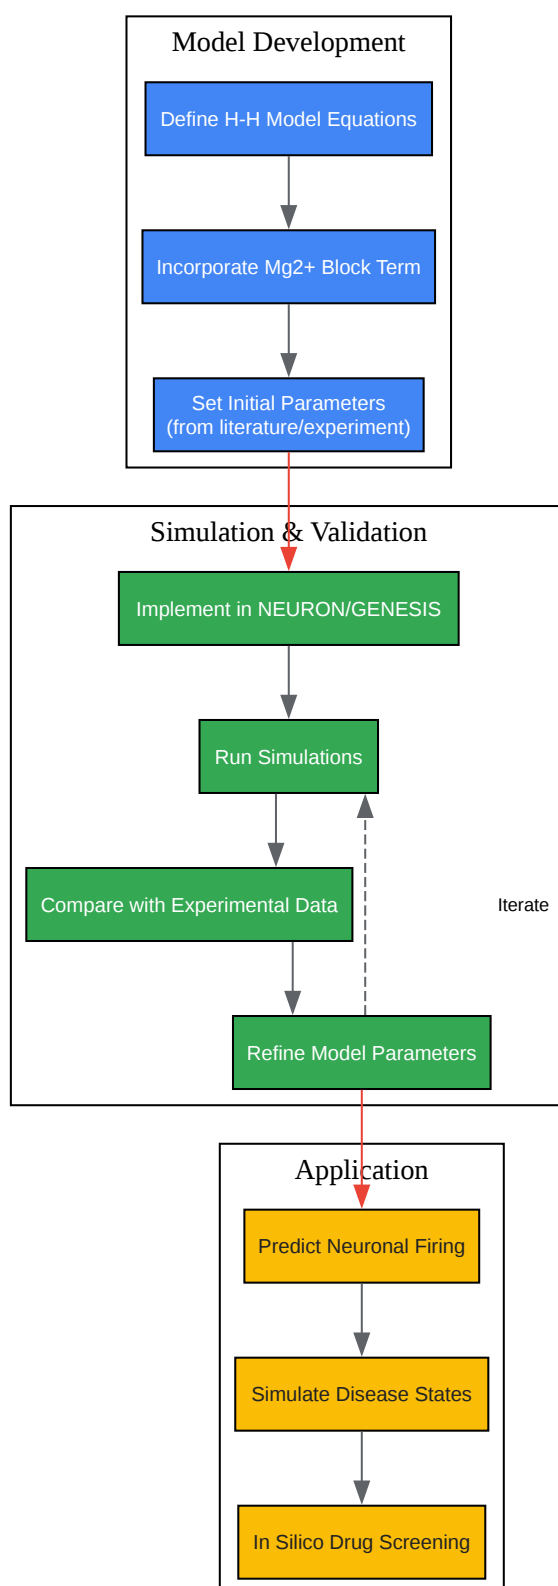 Model Development
Define H-H Model Equations
Incorporate Mg2+ Block Term
Set Initial Parameters
(from literature/experiment)
Simulation & Validation
Implement in NEURON/GENESIS
Run Simulations
Compare with Experimental Data
Iterate
Refine Model Parameters
Application
Predict Neuronal Firing
Simulate Disease States
In Silico Drug Screening